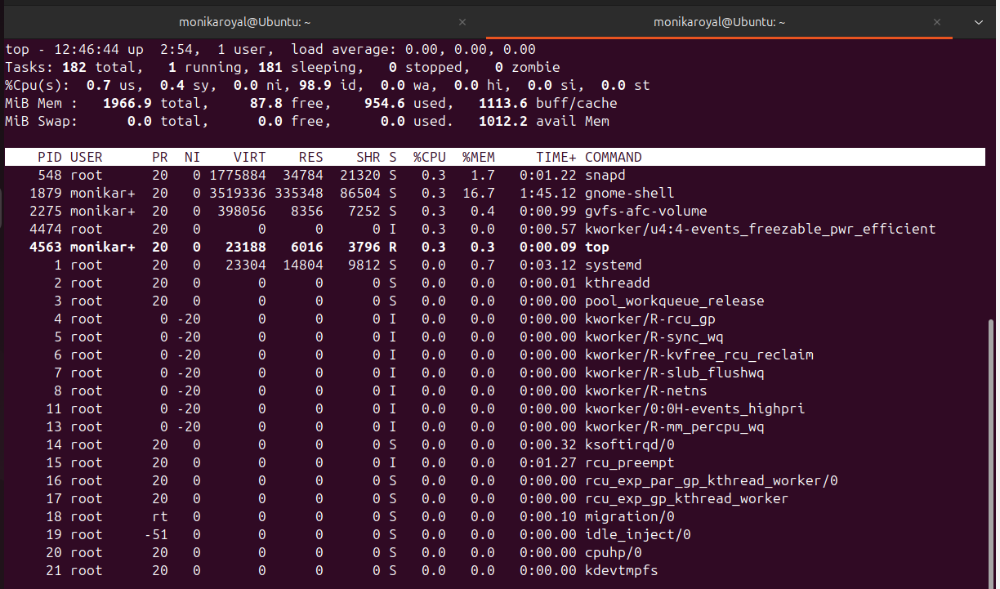 monikaroyal@Ubuntu: ~ × monikaroyal@Ubuntu: ~ ×
top - 12:46:44 up  2:54,  1 user,  load average: 0.00, 0.00, 0.00
Tasks: 182 total,   1 running, 181 sleeping,   0 stopped,   0 zombie
%Cpu(s):  0.7 us,  0.4 sy,  0.0 ni, 98.9 id,  0.0 wa,  0.0 hi,  0.0 si,  0.0 st
MiB Mem :   1966.9 total,     87.8 free,    954.6 used,   1113.6 buff/cache
MiB Swap:      0.0 total,      0.0 free,      0.0 used.   1012.2 avail Mem
PID USER      PR  NI    VIRT    RES    SHR S  %CPU  %MEM     TIME+ COMMAND
548 root      20   0 1775884  34784  21320 S   0.3   1.7   0:01.22 snapd
1879 monikar+  20   0 3519336 335348  86504 S   0.3  16.7   1:45.12 gnome-shell
2275 monikar+  20   0  398056   8356   7252 S   0.3   0.4   0:00.99 gvfs-afc-volume
4474 root      20   0       0      0      0 I   0.3   0.0   0:00.57 kworker/u4:4-events_freezable_pwr_efficient
4563 monikar+  20   0   23188   6016   3796 R   0.3   0.3   0:00.09 top
1 root      20   0   23304  14804   9812 S   0.0   0.7   0:03.12 systemd
2 root      20   0       0      0      0 S   0.0   0.0   0:00.01 kthreadd
3 root      20   0       0      0      0 S   0.0   0.0   0:00.00 pool_workqueue_release
4 root       0 -20       0      0      0 I   0.0   0.0   0:00.00 kworker/R-rcu_gp
5 root       0 -20       0      0      0 I   0.0   0.0   0:00.00 kworker/R-sync_wq
6 root       0 -20       0      0      0 I   0.0   0.0   0:00.00 kworker/R-kvfree_rcu_reclaim
7 root       0 -20       0      0      0 I   0.0   0.0   0:00.00 kworker/R-slub_flushwq
8 root       0 -20       0      0      0 I   0.0   0.0   0:00.00 kworker/R-netns
11 root       0 -20       0      0      0 I   0.0   0.0   0:00.00 kworker/0:0H-events_highpri
13 root       0 -20       0      0      0 I   0.0   0.0   0:00.00 kworker/R-mm_percpu_wq
14 root      20   0       0      0      0 S   0.0   0.0   0:00.32 ksoftirqd/0
15 root      20   0       0      0      0 I   0.0   0.0   0:01.27 rcu_preempt
16 root      20   0       0      0      0 S   0.0   0.0   0:00.00 rcu_exp_par_gp_kthread_worker/0
17 root      20   0       0      0      0 S   0.0   0.0   0:00.00 rcu_exp_gp_kthread_worker
18 root      rt   0       0      0      0 S   0.0   0.0   0:00.10 migration/0
19 root     -51   0       0      0      0 S   0.0   0.0   0:00.00 idle_inject/0
20 root      20   0       0      0      0 S   0.0   0.0   0:00.00 cpuhp/0
21 root      20   0       0      0      0 S   0.0   0.0   0:00.00 kdevtmpfs